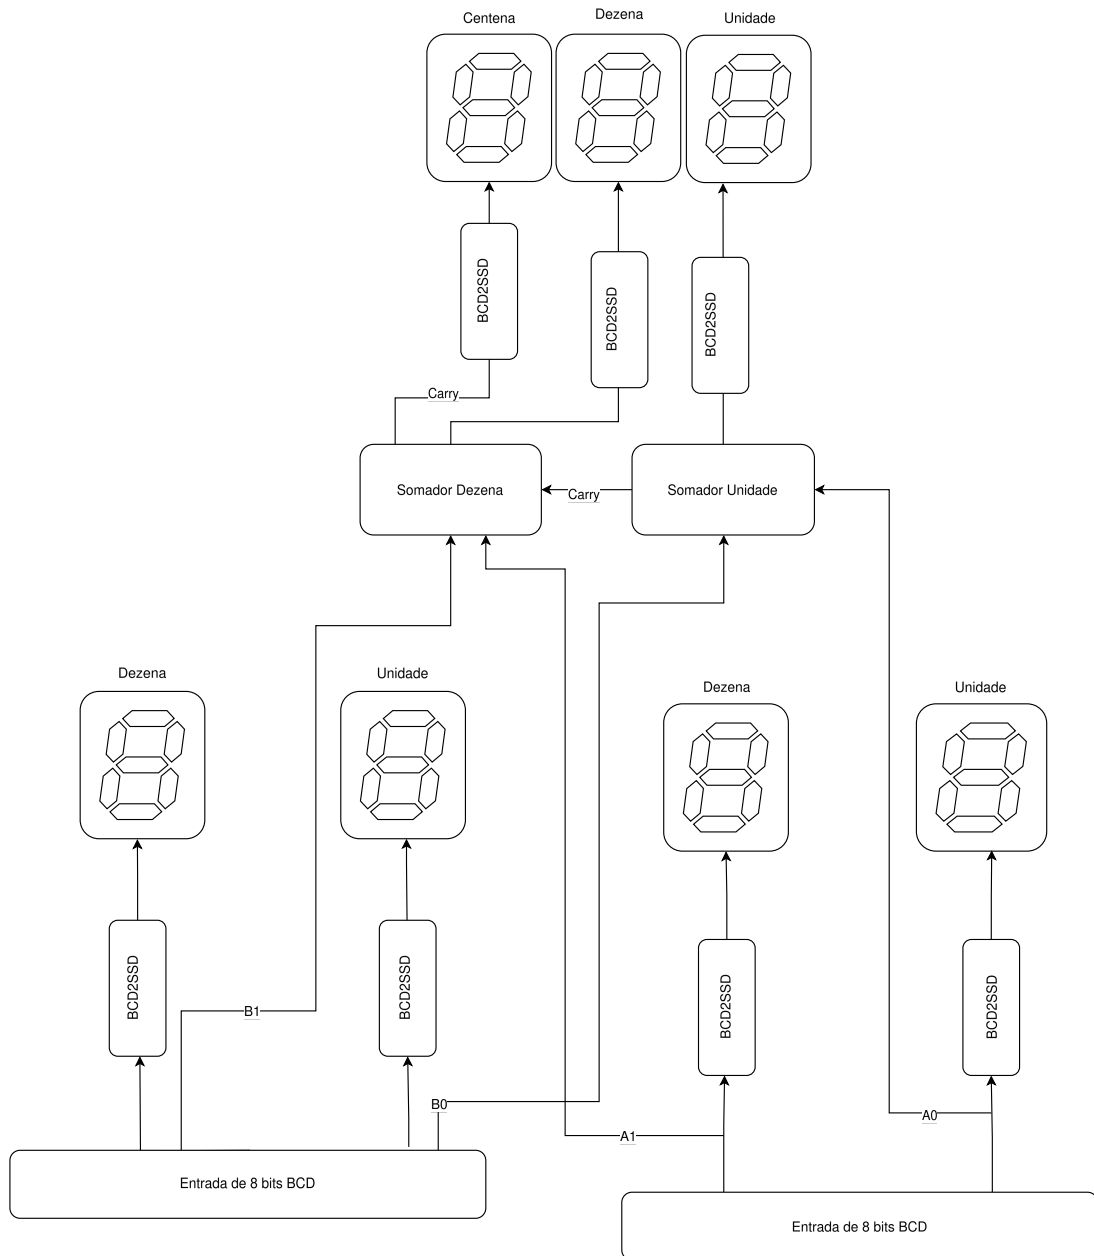 Centena
Dezena
Unidade
BCD2SSD
BCD2SSD
BCD2SSD
Carry
Somador Dezena
Carry
Somador Unidade
Dezena
Unidade
Dezena
Unidade
BCD2SSD
BCD2SSD
BCD2SSD
BCD2SSD
B1
B0
A1
A0
Entrada de 8 bits BCD
Entrada de 8 bits BCD